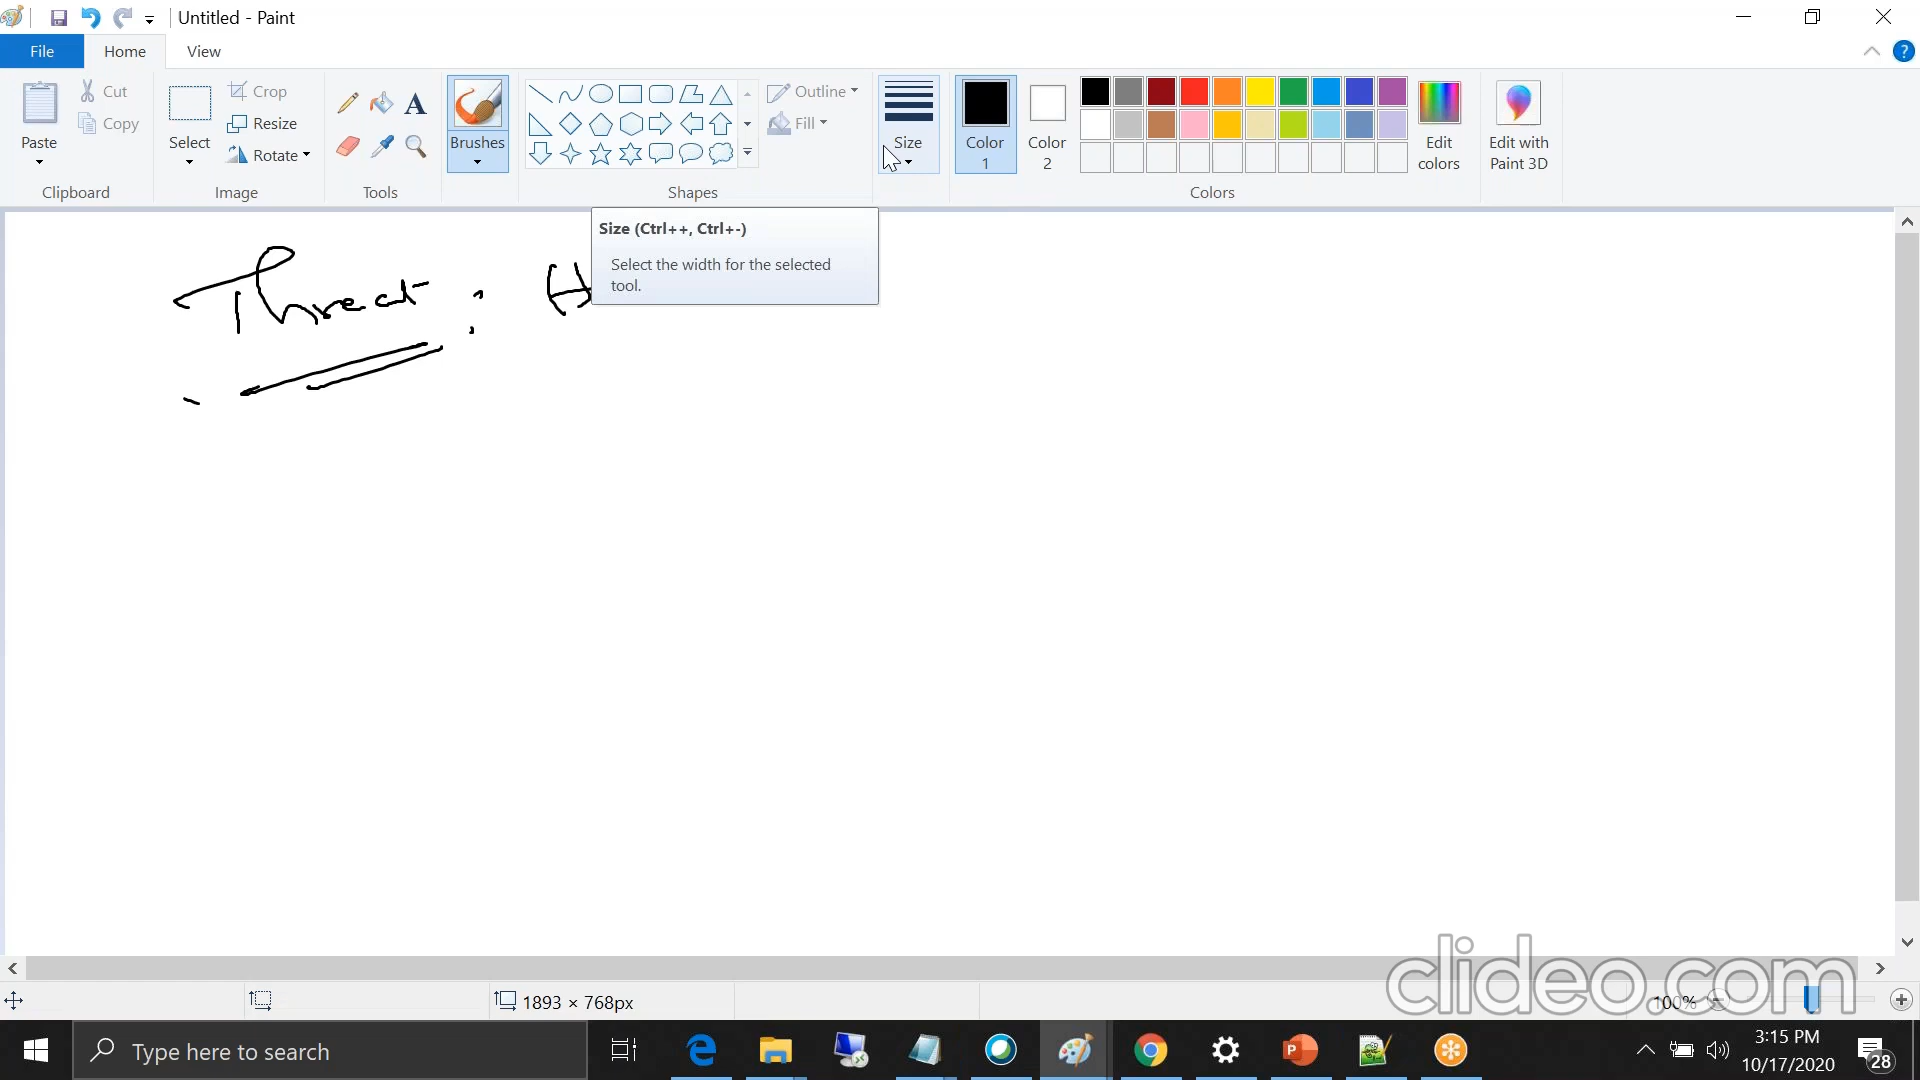 Untitled - Paint
File Home View
Paste
Cut
Copy
Clipboard
Select
Crop
Resize
Rotate
Image
Tools
Brushes
Shapes
Outline
Fill
Size
Color 1
Color 2
Colors
Edit colors
Edit with Paint 3D
Size (Ctrl++, Ctrl+-)
Select the width for the selected
tool.
Threat : H
1893 × 768px
100%
clideo.com
Type here to search
3:15 PM
10/17/2020
28